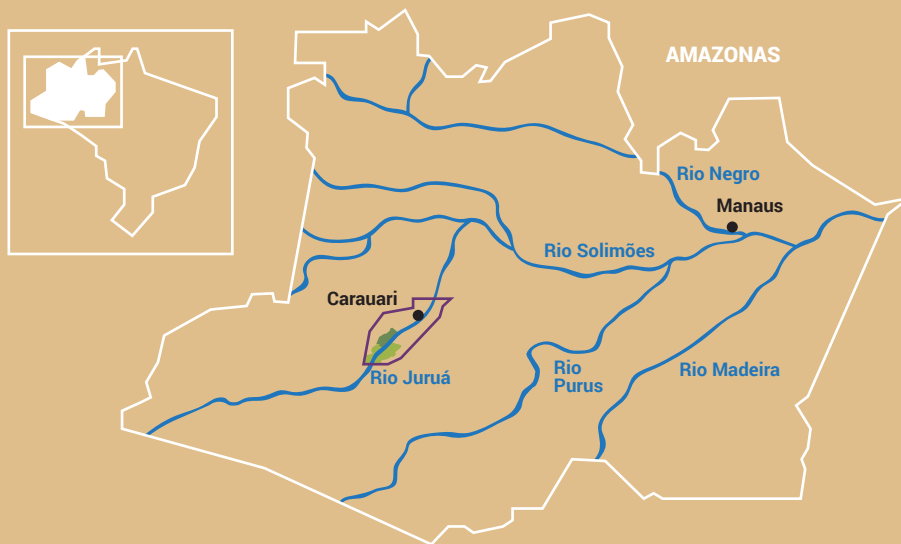 AMAZONAS
Rio Negro
Manaus
Rio Solimões
Carauari
Rio Juruá
Rio
Purus
Rio Madeira